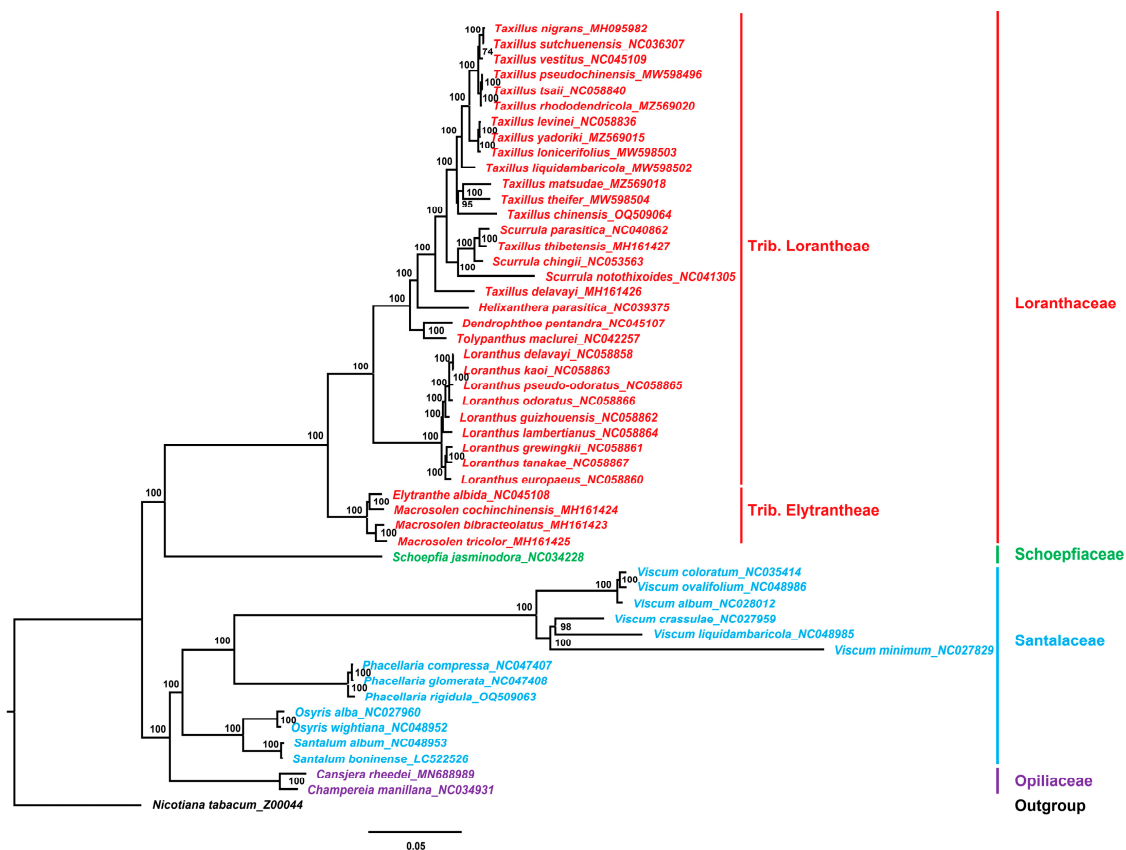 100
Taxillus nigrans_MH095982
Taxillus sutchuenensis_NC036307
74
Taxillus vestitus_NC045109
100
Taxillus pseudochinensis_MW598496
100
Taxillus tsaii_NC058840
100
100
Taxillus rhododendricola_MZ569020
Taxillus levinei_NC058836
100
100
Taxillus yadoriki_MZ569015
100
Taxillus lonicerifolius_MW598503
100
Taxillus liquidambaricola_MW598502
Taxillus matsudae_MZ569018
100
Taxillus theifer_MW598504
95
100
Taxillus chinensis_OQ509064
Scurrula parasitica_NC040862
100
100
Taxillus thibetensis_MH161427
Trib. Lorantheae
100
Scurrula chingii_NC053563
100
Scurrula notothixoides_NC041305
100
Taxillus delavayi_MH161426
100
Helixanthera parasitica_NC039375
Loranthaceae
Dendrophthoe pentandra_NC045107
100
Tolypanthus maclurei_NC042257
Loranthus delavayi_NC058858
100
100
Loranthus kaoi_NC058863
100
100
Loranthus pseudo-odoratus_NC058865
100
Loranthus odoratus_NC058866
100
Loranthus guizhouensis_NC058862
100
Loranthus lambertianus_NC058864
100
Loranthus grewingkii_NC058861
100
Loranthus tanakae_NC058867
100
Loranthus europaeus_NC058860
100
Elytranthe albida_NC045108
100
Macrosolen cochinchinensis_MH161424
Trib. Elytrantheae
100
Macrosolen bibracteolatus_MH161423
100
Macrosolen tricolor_MH161425
Schoepfia jasminodora_NC034228
Schoepfiaceae
Viscum coloratum_NC035414
100
100
Viscum ovalifolium_NC048986
Viscum album_NC028012
100
Viscum crassulae_NC027959
98
Viscum liquidambaricola_NC048985
Santalaceae
100
100
Viscum minimum_NC027829
Phacellaria compressa_NC047407
100
Phacellaria glomerata_NC047408
100
100
Phacellaria rigidula_OQ509063
Osyris alba_NC027960
100
100
Osyris wightiana_NC048952
100
Santalum album_NC048953
100
Santalum boninense_LC522526
Cansjera rheedei_MN688989
100
Opiliaceae
Champereia manillana_NC034931
Nicotiana tabacum_Z00044
Outgroup
0.05